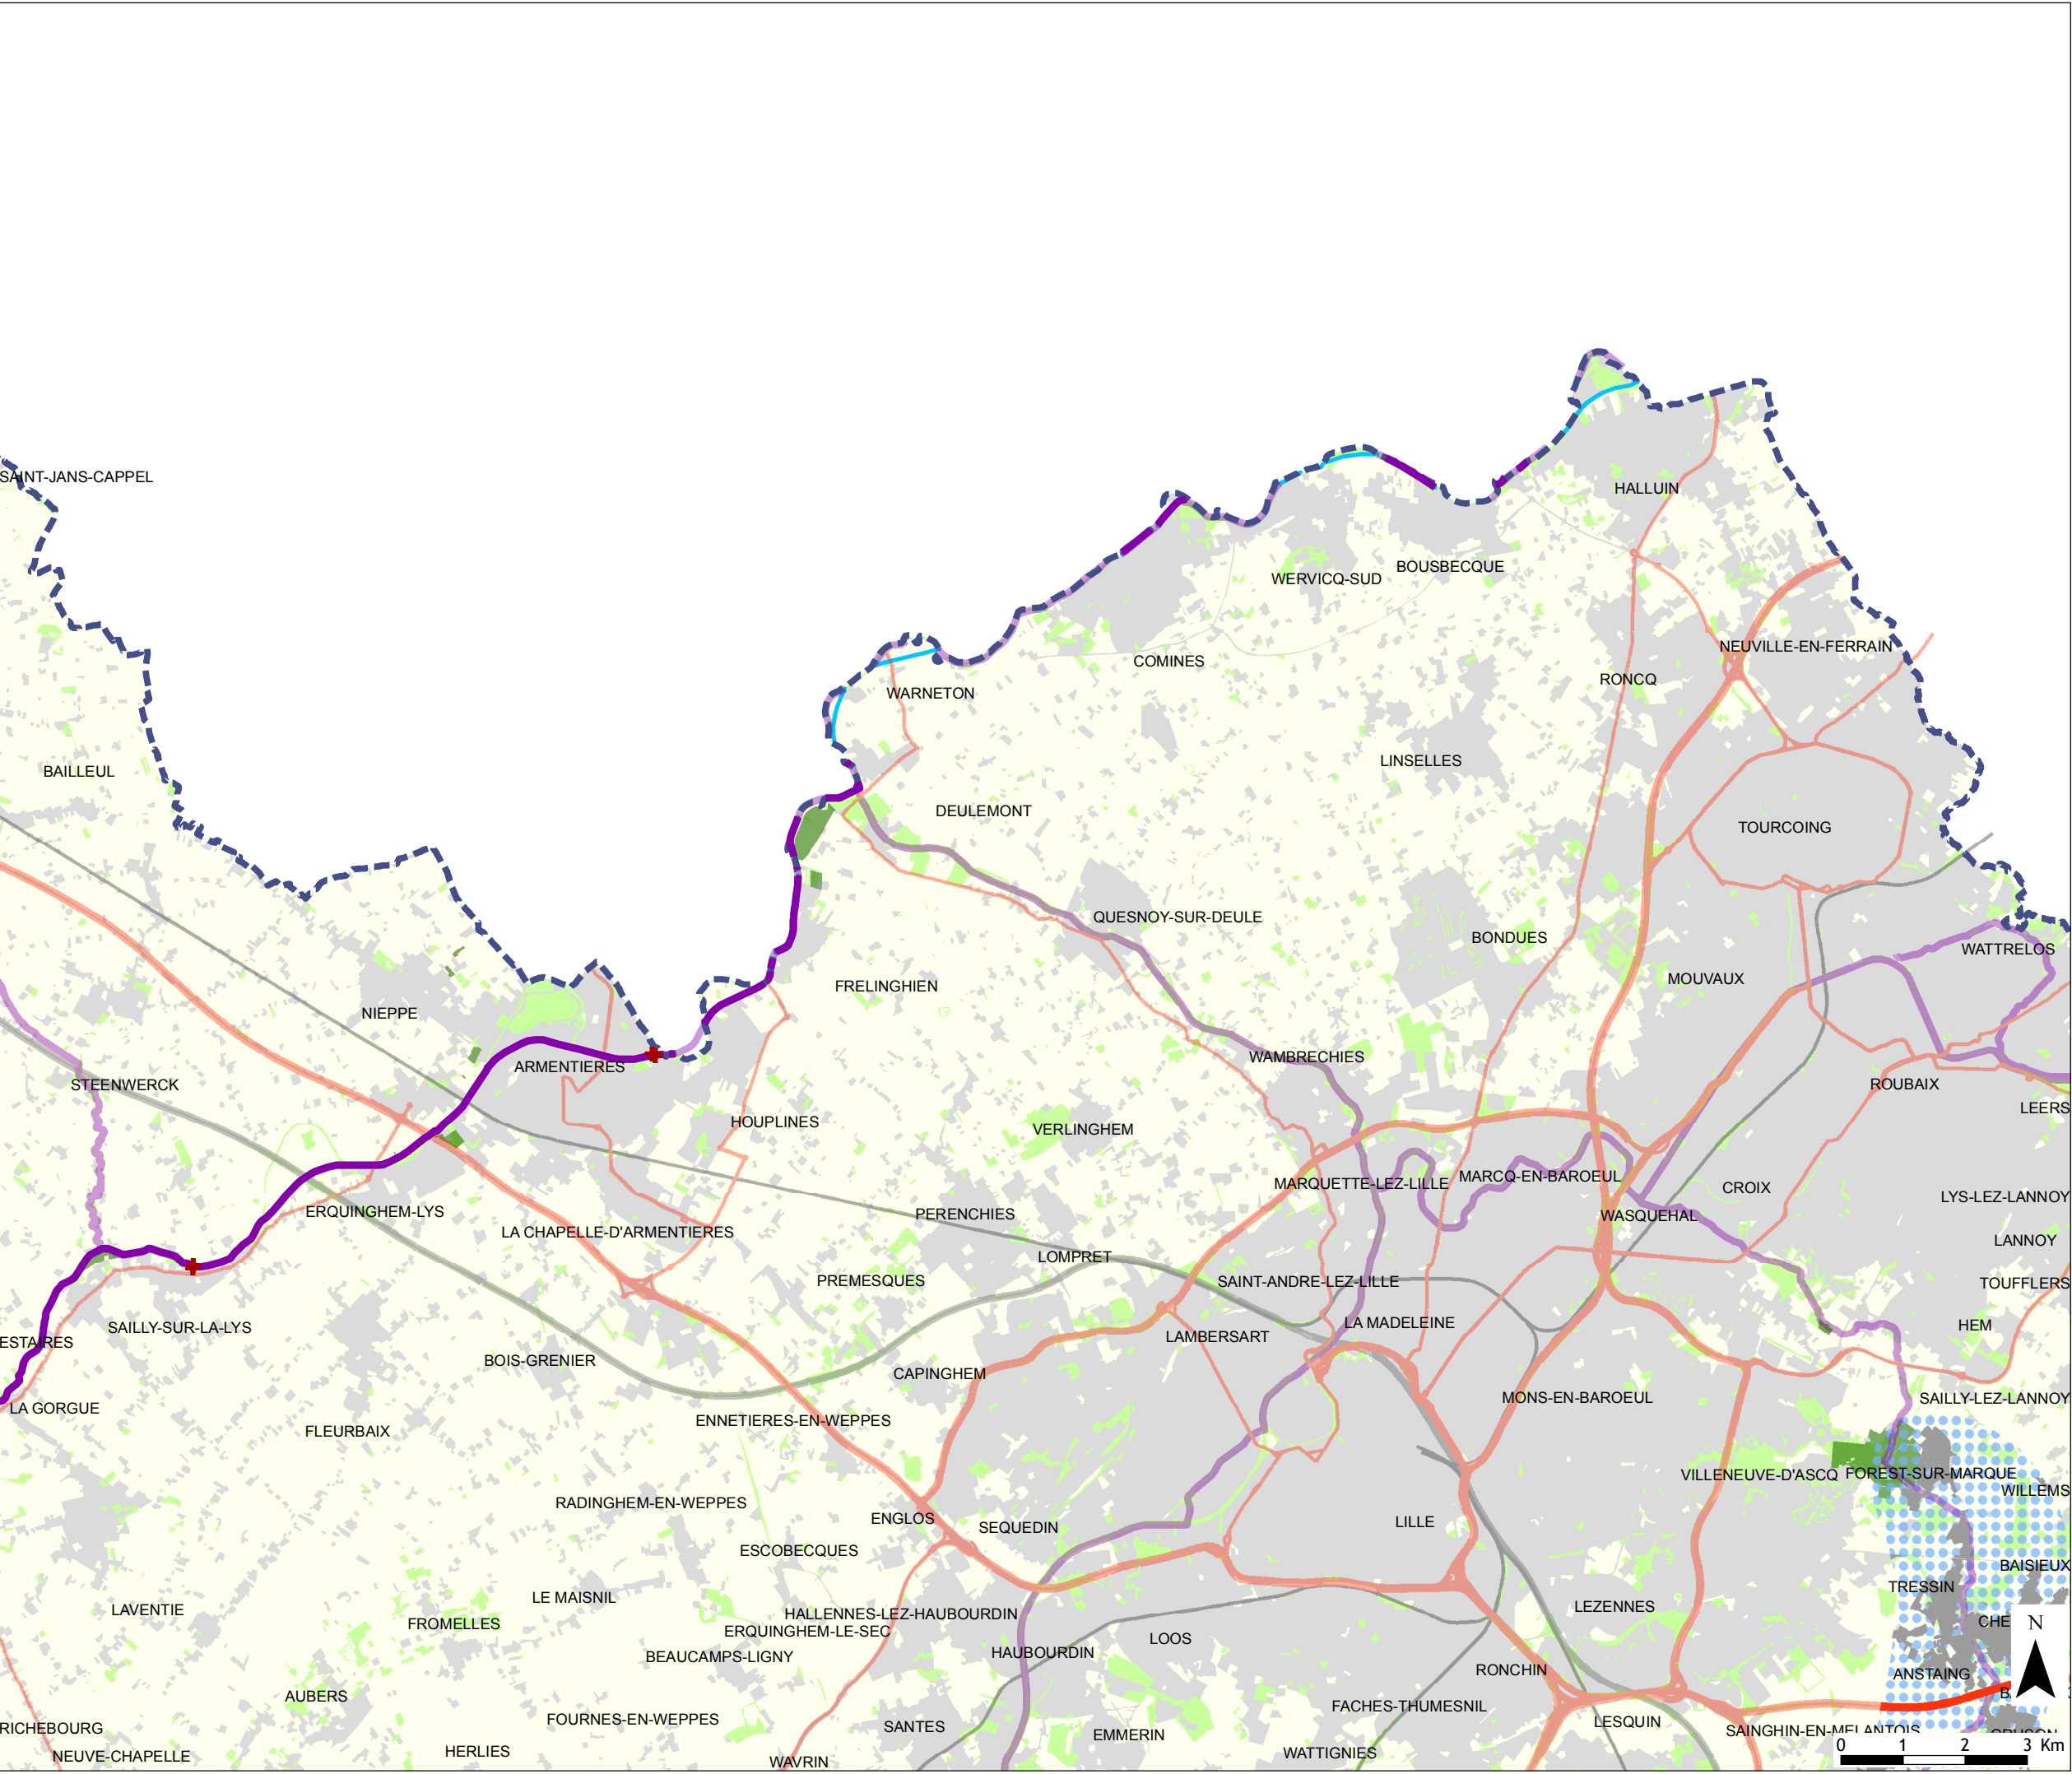 SAINT-JANS-CAPPEL
HALLUIN
BOUSBECQUE
WERVICQ-SUD
NEUVILLE-EN-FERRAIN
COMINES
RONCQ
WARNETON
LINSELLES
BAILLEUL
DEULEMONT
TOURCOING
QUESNOY-SUR-DEULE
BONDUES
WATTRELOS
MOUVAUX
FRELINGHIEN
NIEPPE
WAMBRECHIES
ARMENTIERES
STEENWERCK
ROUBAIX
LEERS
HOUPLINES
VERLINGHEM
MARCQ-EN-BAROEUL
MARQUETTE-LEZ-LILLE
CROIX
LYS-LEZ-LANNOY
ERQUINGHEM-LYS
PERENCHIES
WASQUEHAL
LA CHAPELLE-D'ARMENTIERES
LANNOY
LOMPRET
PREMESQUES
SAINT-ANDRE-LEZ-LILLE
TOUFFLERS
LA MADELEINE
HEM
SAILLY-SUR-LA-LYS
LAMBERSART
ESTAIRES
BOIS-GRENIER
CAPINGHEM
MONS-EN-BAROEUL
SAILLY-LEZ-LANNOY
LA GORGUE
ENNETIERES-EN-WEPPES
FLEURBAIX
VILLENEUVE-D'ASCQ
FOREST-SUR-MARQUE
WILLEMS
RADINGHEM-EN-WEPPES
ENGLOS
SEQUEDIN
LILLE
ESCOBECQUES
BAISIEUX
TRESSIN
LE MAISNIL
LEZENNES
LAVENTIE
HALLENNES-LEZ-HAUBOURDIN
CHE
N
FROMELLES
ERQUINGHEM-LE-SEC
LOOS
HAUBOURDIN
BEAUCAMPS-LIGNY
RONCHIN
ANSTAING
B
AUBERS
FACHES-THUMESNIL
FOURNES-EN-WEPPES
LESQUIN
SANTES
RICHEBOURG
SAINGHIN-EN-MELANTOIS
EMMERIN
HERLIES
WATTIGNIES
NEUVE-CHAPELLE
WAVRIN
0 1 2 3 Km